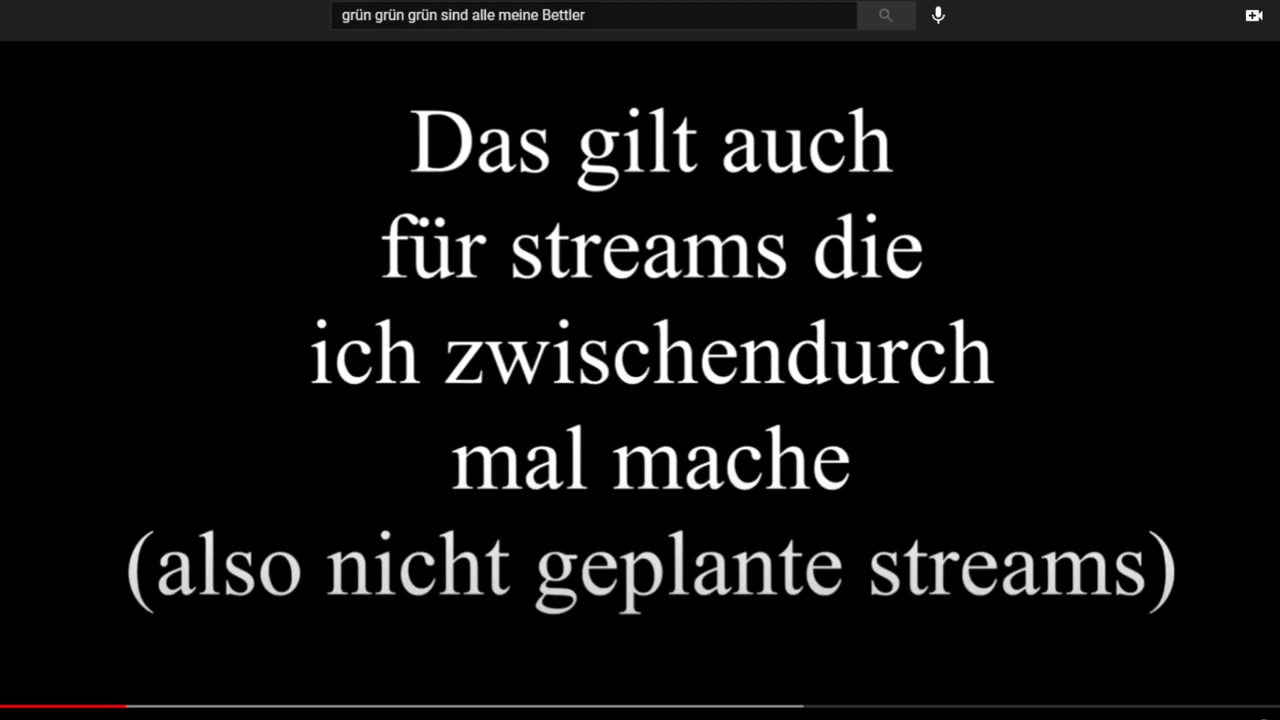 grün grün grün sind alle meine Bettler
Das gilt auch
für streams die
ich zwischendurch
mal mache
(also nicht geplante streams)